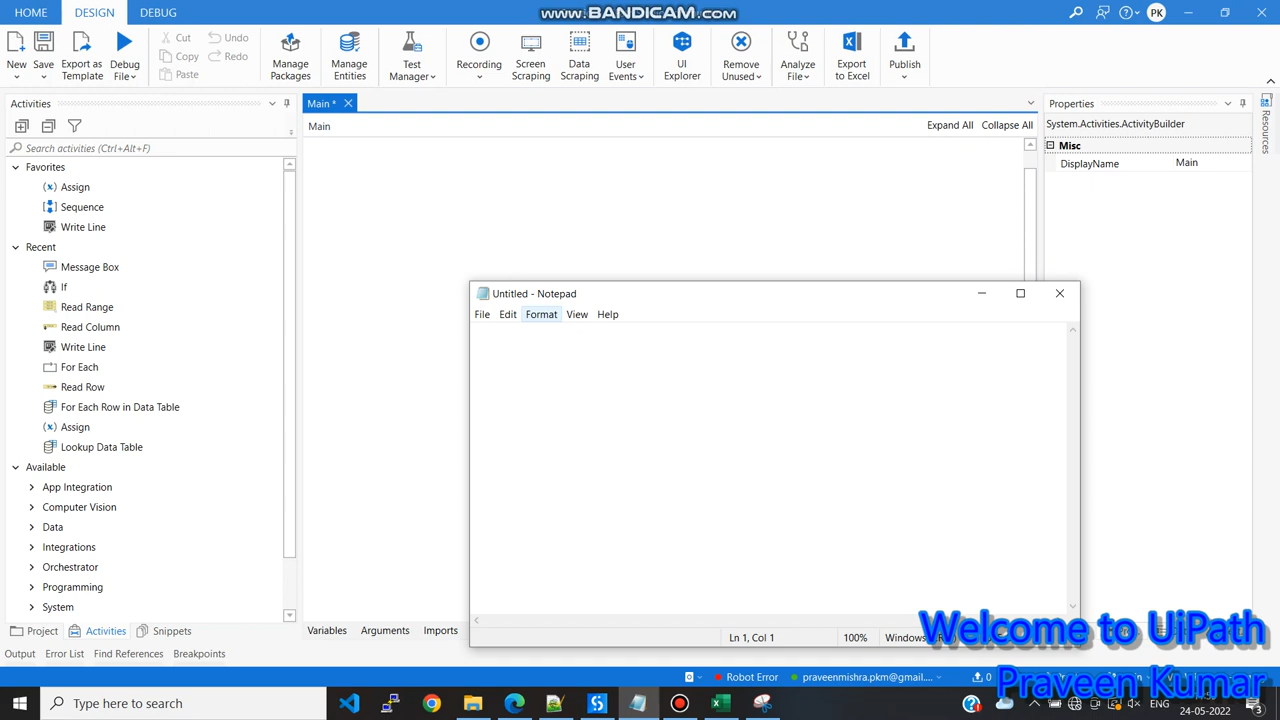 HOME DESIGN DEBUG
www.BANDICAM.com
PK
New Save Export as Template Debug File
Cut Copy Paste Undo Redo
Manage Packages Manage Entities Test Manager Recording Screen Scraping Data Scraping User Events UI Explorer Remove Unused Analyze File Export to Excel Publish
Activities
Main * 
Properties
Main Expand All Collapse All
System.Activities.ActivityBuilder
Search activities (Ctrl+Alt+F)
Misc
DisplayName Main
Resources
Favorites
Assign
Sequence
Write Line
Recent
Message Box
If
Read Range
Read Column
Write Line
For Each
Read Row
For Each Row in Data Table
Assign
Lookup Data Table
Available
App Integration
Computer Vision
Data
Integrations
Orchestrator
Programming
System
Untitled - Notepad
File Edit Format View Help
Ln 1, Col 1 100%
Welcome to UiPath
Praveen Kumar
Project Activities Snippets
Variables Arguments Imports
Output Error List Find References Breakpoints
Robot Error praveenmishra.pkm@gmail.... 0
Type here to search
ENG
24-05-2022
3